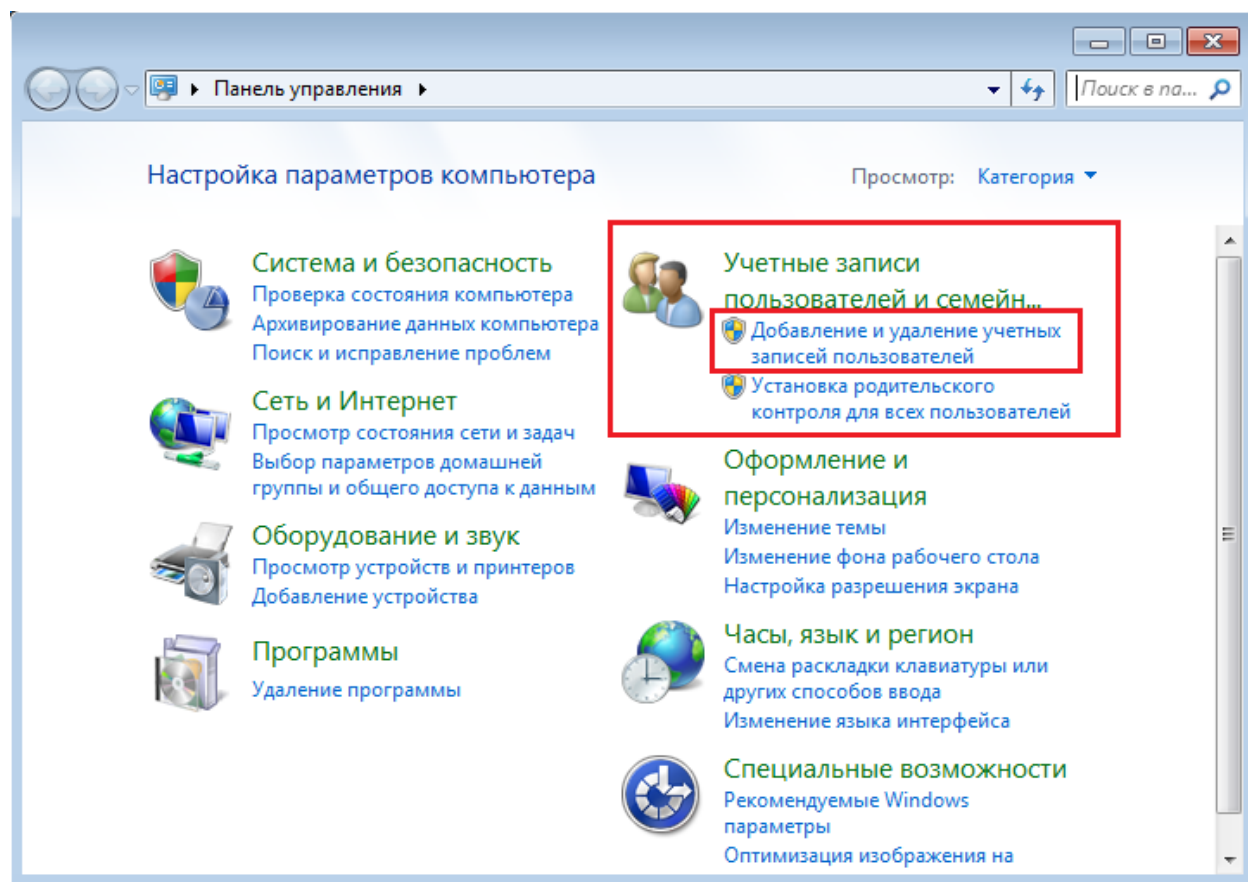 Панель управления
Поиск в па...
Настройка параметров компьютера
Просмотр: Категория
Система и безопасность
Проверка состояния компьютера
Архивирование данных компьютера
Поиск и исправление проблем
Сеть и Интернет
Просмотр состояния сети и задач
Выбор параметров домашней
группы и общего доступа к данным
Оборудование и звук
Просмотр устройств и принтеров
Добавление устройства
Программы
Удаление программы
Учетные записи
пользователей и семейн...
Добавление и удаление учетных
записей пользователей
Установка родительского
контроля для всех пользователей
Оформление и
персонализация
Изменение темы
Изменение фона рабочего стола
Настройка разрешения экрана
Часы, язык и регион
Смена раскладки клавиатуры или
других способов ввода
Изменение языка интерфейса
Специальные возможности
Рекомендуемые Windows
параметры
Оптимизация изображения на